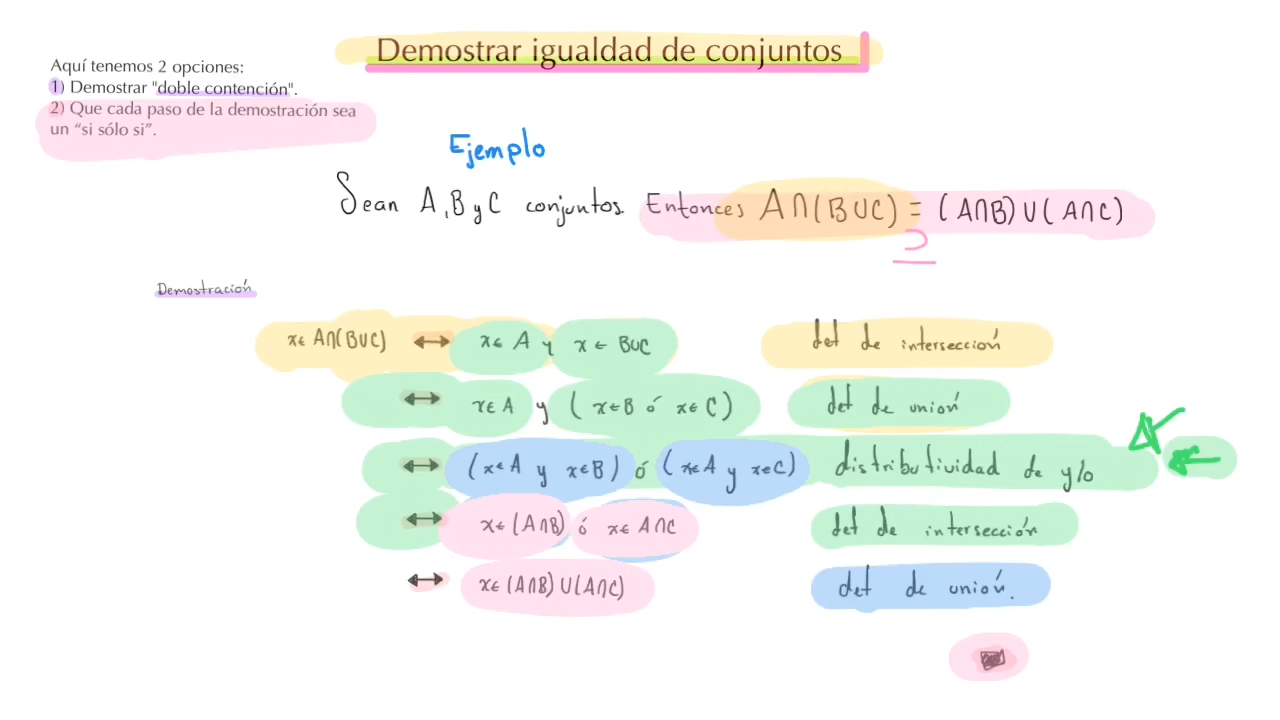 Demostrar igualdad de conjuntos
Aquí tenemos 2 opciones:
1) Demostrar "doble contención".
2) Que cada paso de la demostración sea
un “si sólo si”.
Ejemplo
Sean A, B y C conjuntos. Entonces A∩(B∪C) = (A∩B)∪(A∩C)
⊇
Demostración
x∈ A∩(B∪C) ↔ x∈ A y x∈ B∪C def de intersección
↔ x∈A y (x∈B ó x∈C) def de unión
↔ (x∈A y x∈B) ó (x∈A y x∈C) distributividad de y/o
↔ x∈(A∩B) ó x∈ A∩C def de intersección
↔ x∈ (A∩B)∪(A∩C) def de unión.